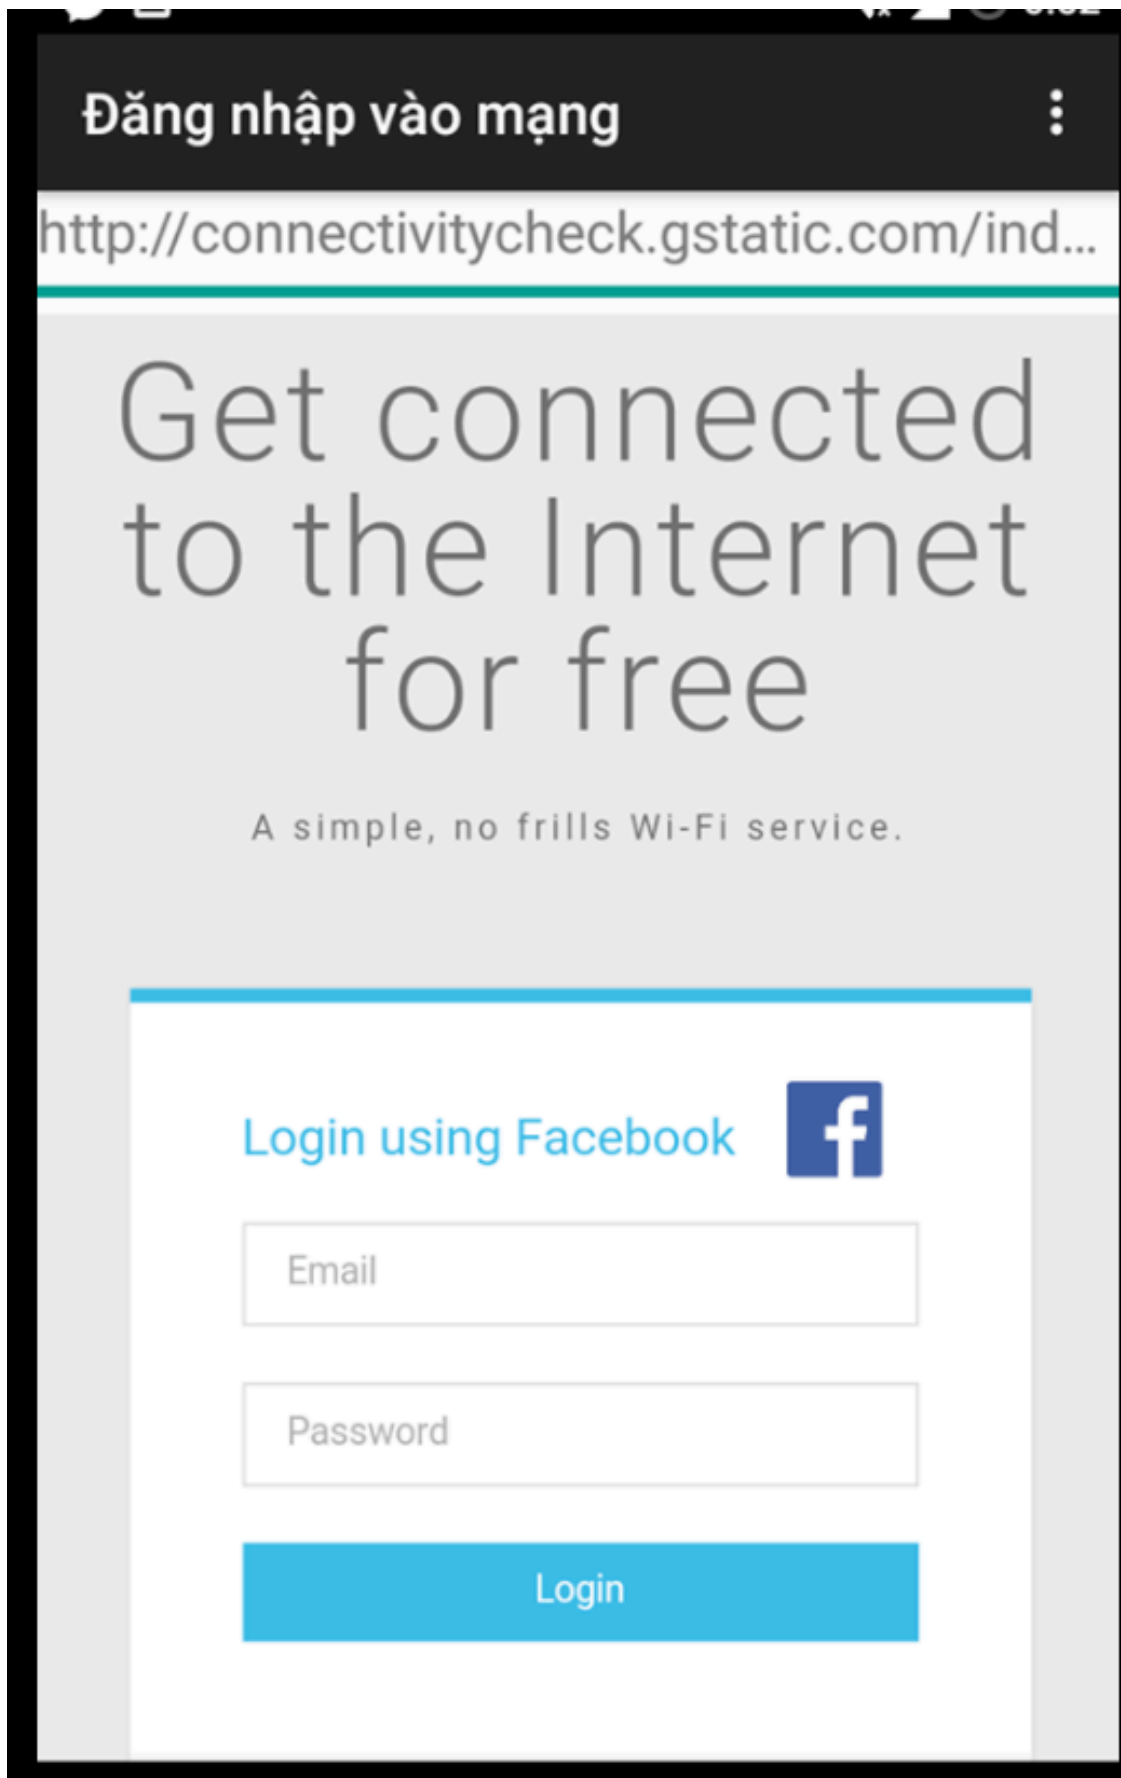 Đăng nhập vào mạng
http://connectivitycheck.gstatic.com/ind...
Get connected
to the Internet
for free
A simple, no frills Wi-Fi service.
Login using Facebook
Email
Password
Login